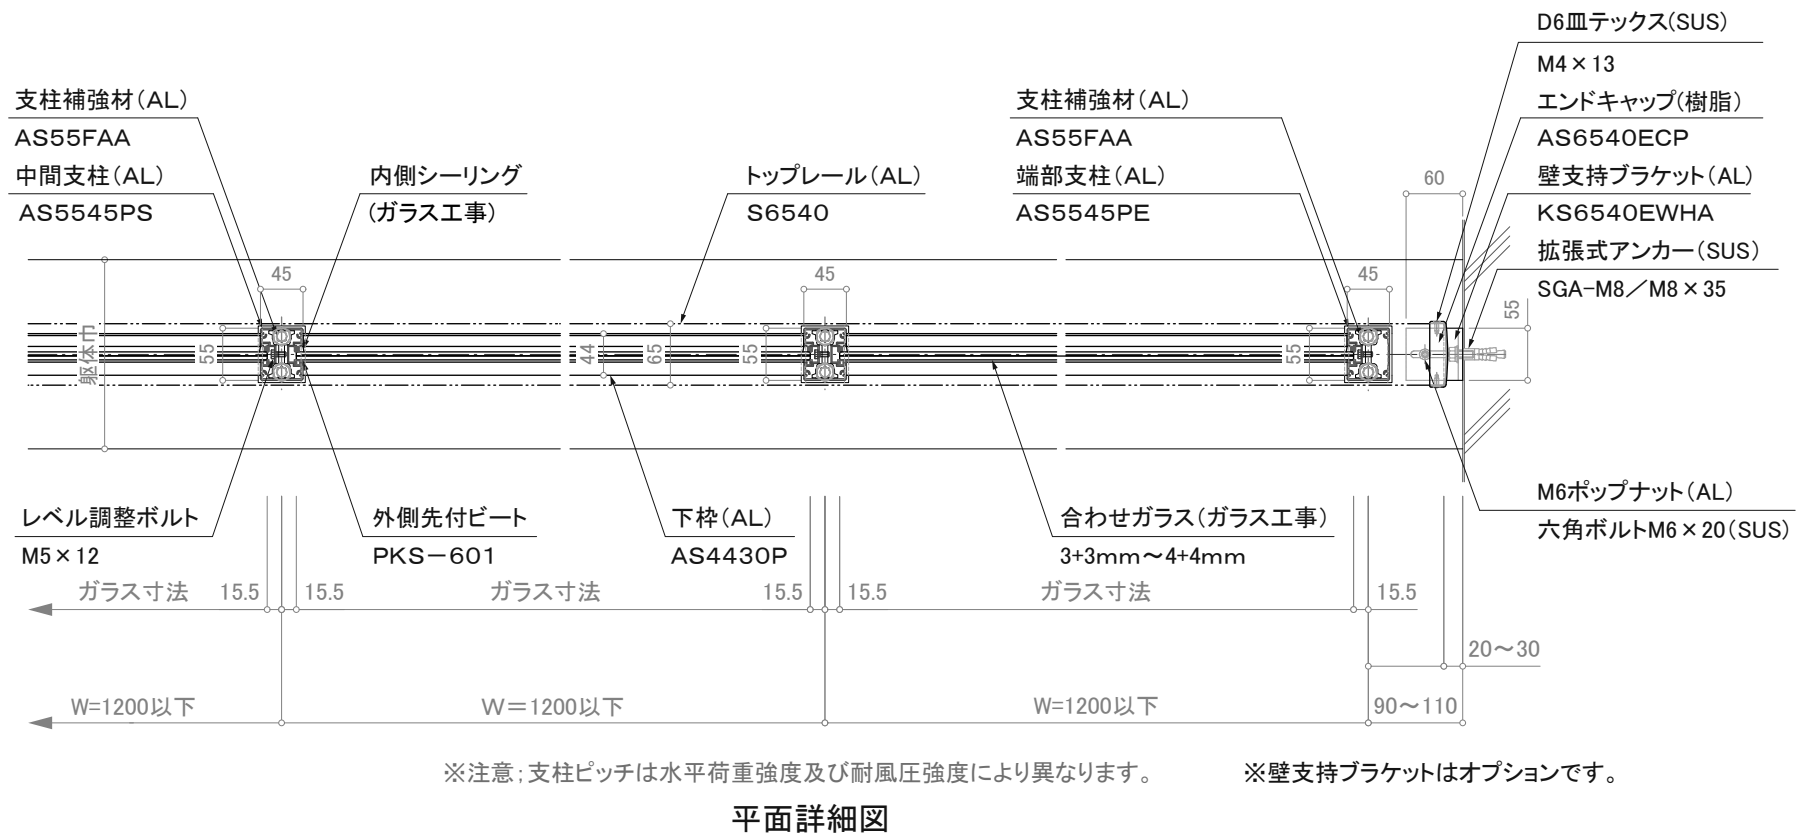 D6皿テックス(SUS)
M4×13
支柱補強材(AL)
AS55FAA
支柱補強材(AL)
AS55FAA
エンドキャップ(樹脂)
AS6540ECP
中間支柱(AL)
AS5545PS
内側シーリング
(ガラス工事)
トップレール(AL)
S6540
端部支柱(AL)
AS5545PE
60
壁支持ブラケット(AL)
KS6540EWHA
拡張式アンカー(SUS)
SGA-M8/M8×35
45
45
45
55
躯体巾
55
44
65
55
55
レベル調整ボルト
M5×12
外側先付ビート
PKS-601
下枠(AL)
AS4430P
合わせガラス(ガラス工事)
3+3mm～4+4mm
M6ポップナット(AL)
六角ボルトM6×20(SUS)
ガラス寸法
15.5
15.5
ガラス寸法
15.5
15.5
ガラス寸法
15.5
20～30
W=1200以下
W=1200以下
W=1200以下
90～110
※注意;支柱ピッチは水平荷重強度及び耐風圧強度により異なります。
※壁支持ブラケットはオプションです。
平面詳細図